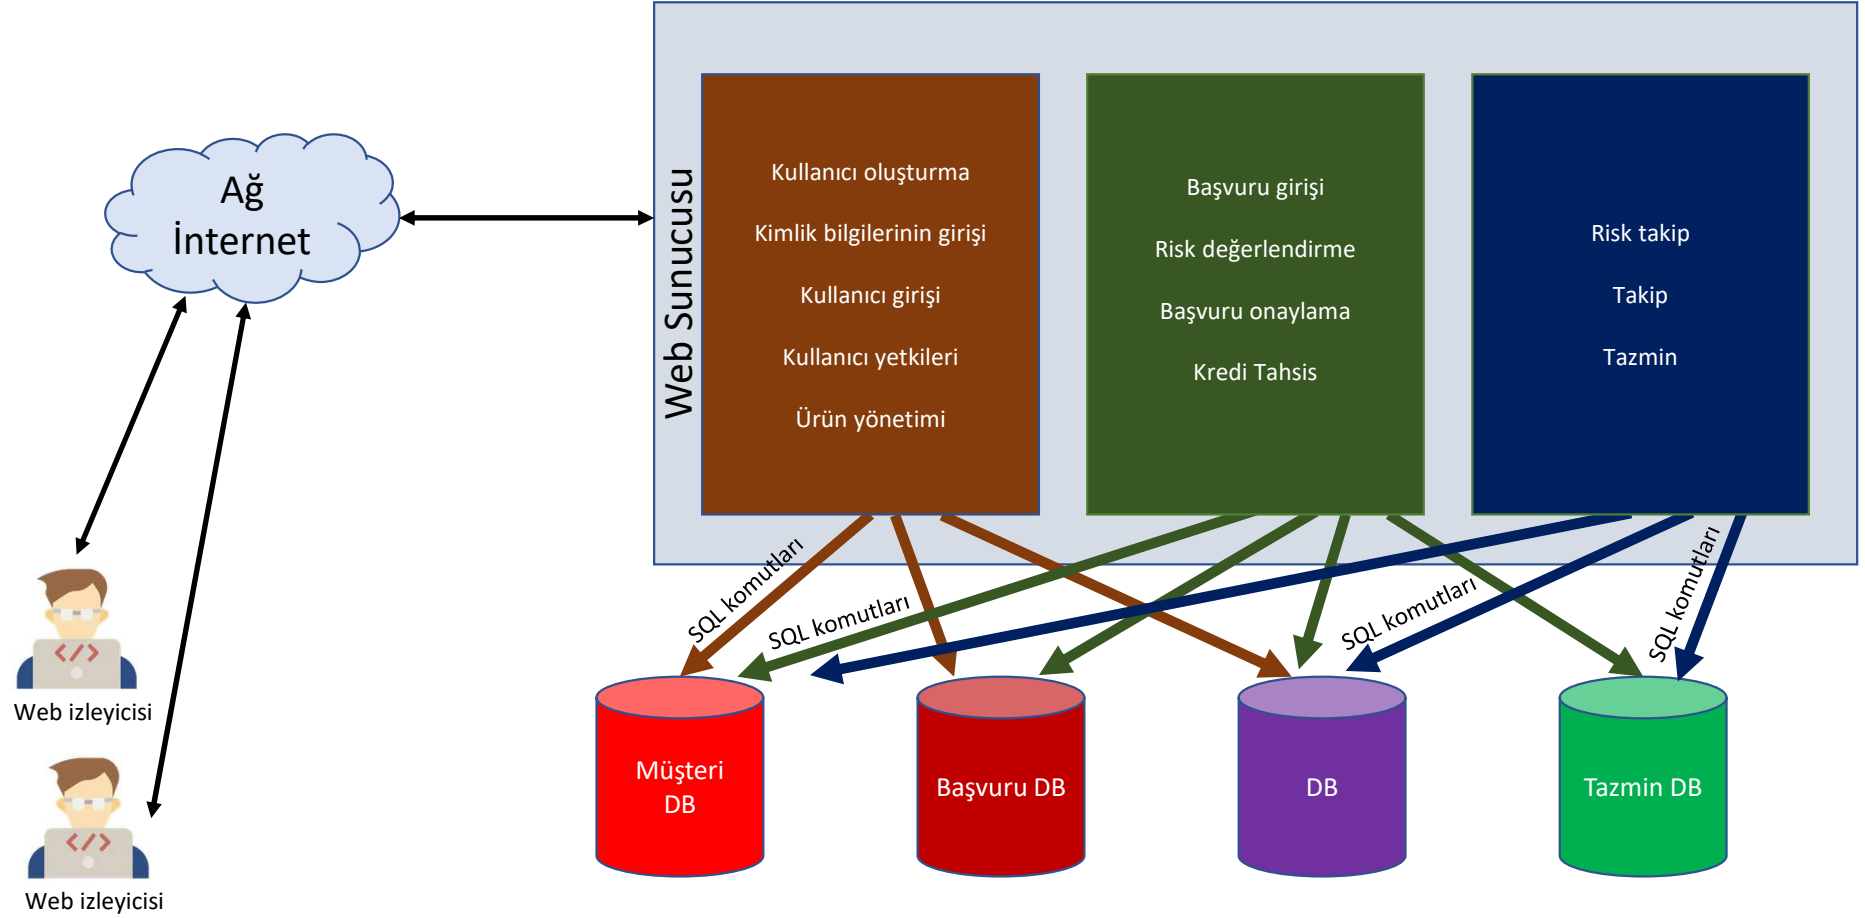 Ağ
İnternet
Web izleyicisi
Web izleyicisi
Web Sunucusu
Kullanıcı oluşturma
Kimlik bilgilerinin girişi
Kullanıcı girişi
Kullanıcı yetkileri
Ürün yönetimi
Başvuru girişi
Risk değerlendirme
Başvuru onaylama
Kredi Tahsis
Risk takip
Takip
Tazmin
SQL komutları
SQL komutları
SQL komutları
SQL komutları
Müşteri
DB
Başvuru DB
DB
Tazmin DB